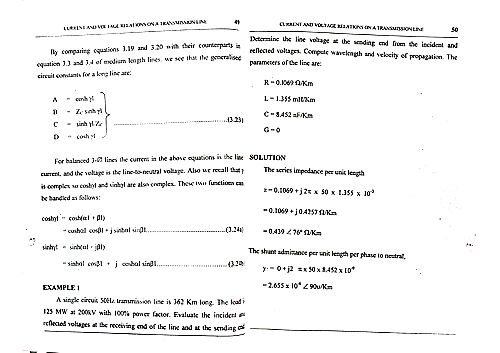 CURRENT AND VOLTAGE RELATIONS ON A TRANSMISSION LINE 49
By comparing equations 3.19 and 3.20 with their counterparts in
equation 3.3 and 3.4 of medium length lines, we see that the generalised
circuit constants for a long line are:
A = cosh γl
B = Zc sinh γl
C = sinh γl/Zc
D = cosh γl
..................(3.23)
For balanced 3-Ø lines the current in the above equations is the line
current, and the voltage is the line-to-neutral voltage. Also we recall that γ
is complex so coshγl and sinhγl are also complex. These two functions can
be handled as follows:
coshγl = cosh(αl + jβl)
= coshαl cosβl + j sinhαl sinβl..................(3.24a)
sinhγl = sinh(αl + jβl)
= sinhαl cosβl + j coshαl sinβl..................(3.24b)
EXAMPLE 1
A single circuit 50Hz transmission line is 362 Km long. The load is
125 MW at 200kV with 100% power factor. Evaluate the incident and
reflected voltages at the receiving end of the line and at the sending end
CURRENT AND VOLTAGE RELATIONS ON A TRANSMISSION LINE 50
Determine the line voltage at the sending end from the incident and
reflected voltages. Compute wavelength and velocity of propagation. The
parameters of the line are:
R = 0.1069 Ω/Km
L = 1.355 mH/Km
C = 8.452 nF/Km
G = 0
SOLUTION
The series impedance per unit length
z = 0.1069 + j 2π x 50 x 1.355 x 10⁻³
= 0.1069 + j 0.4257 Ω/Km
= 0.439 ∠ 76° Ω/Km
The shunt admittance per unit length per phase to neutral,
y = 0 + j2 π x 50 x 8.452 x 10⁻⁹
= 2.655 x 10⁻⁶ ∠ 90υ/Km